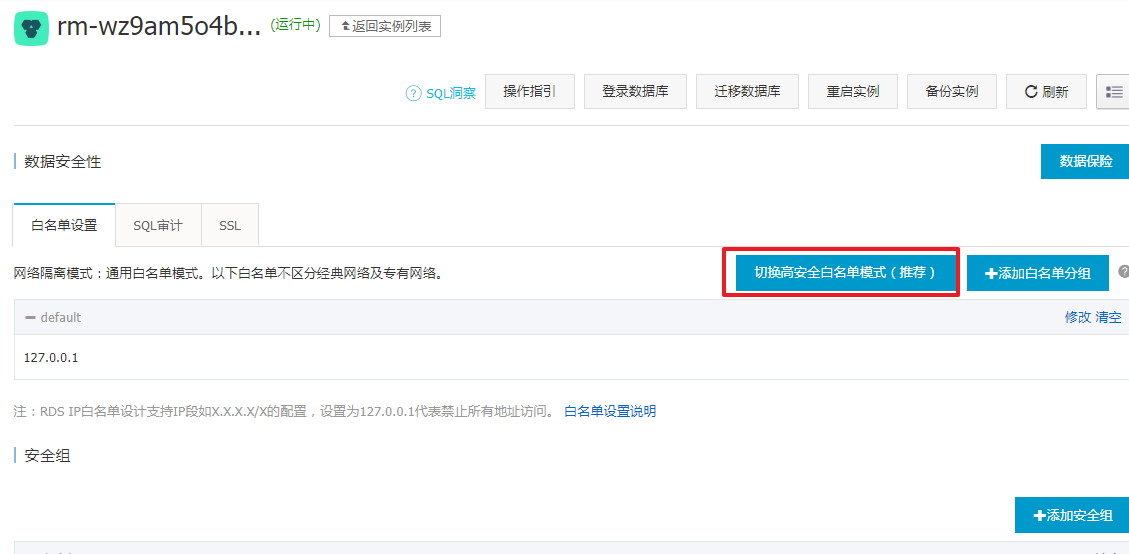 rm-wz9am5o4b... (运行中) 返回实例列表
? SQL洞察 操作指引 登录数据库 迁移数据库 重启实例 备份实例 刷新
数据安全性 数据保险
白名单设置 SQL审计 SSL
网络隔离模式：通用白名单模式。以下白名单不区分经典网络及专有网络。 切换高安全白名单模式（推荐） +添加白名单分组 ?
default 修改 清空
127.0.0.1
注：RDS IP白名单设计支持IP段如X.X.X.X/X的配置，设置为127.0.0.1代表禁止所有地址访问。 白名单设置说明
安全组
+添加安全组